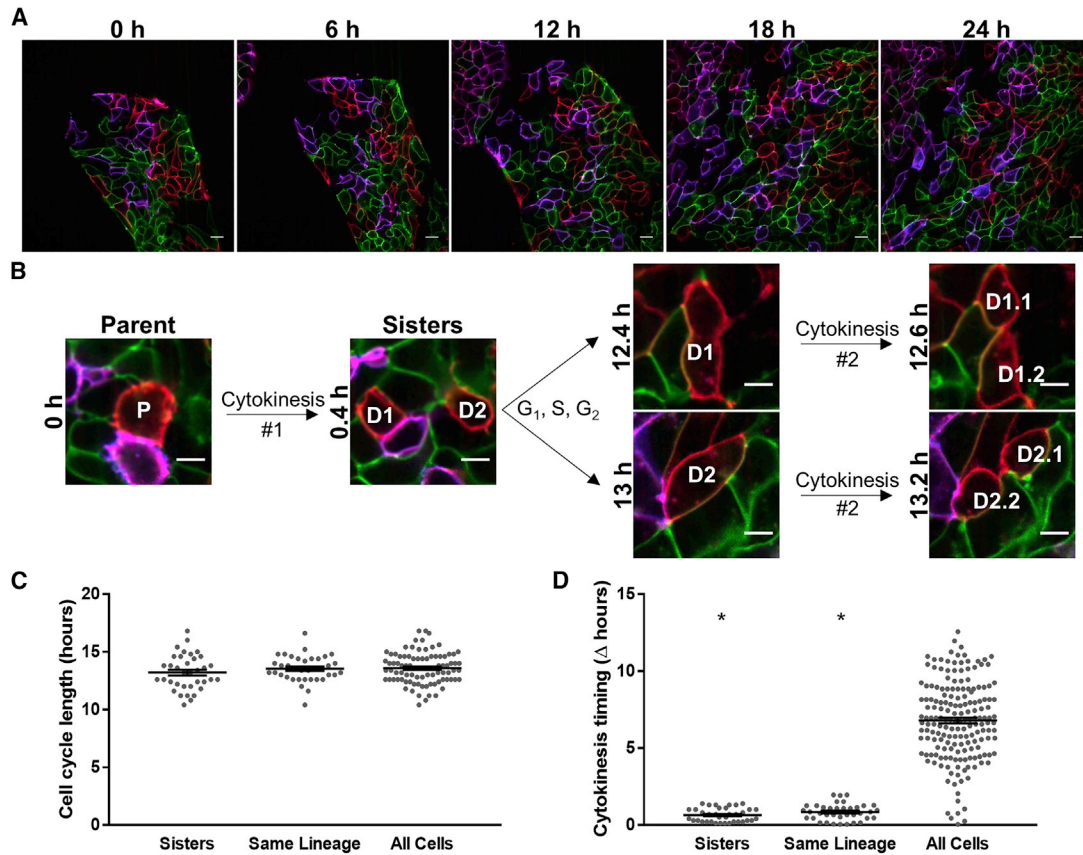 A
0 h 6 h 12 h 18 h 24 h
B
Parent
0 h
P
Cytokinesis
#1
Sisters
0.4 h
D1 D2
G1, S, G2
12.4 h
D1
Cytokinesis
#2
12.6 h
D1.1
D1.2
13 h
D2
Cytokinesis
#2
13.2 h
D2.1
D2.2
C
Cell cycle length (hours)
20
15
10
5
0
Sisters Same Lineage All Cells
D
Cytokinesis timing (Δ hours)
15
10
5
0
* *
Sisters Same Lineage All Cells